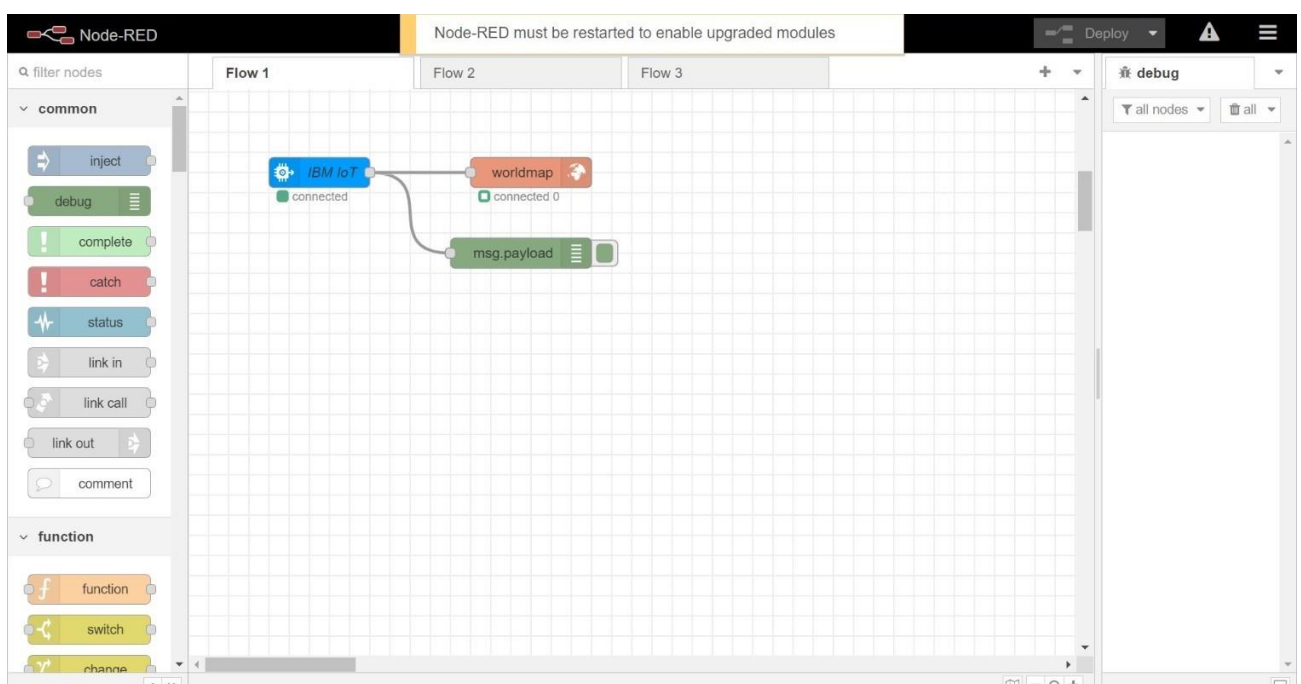 Node-RED
Node-RED must be restarted to enable upgraded modules
Deploy
filter nodes
Flow 1
Flow 2
Flow 3
debug
common
all nodes
all
inject
debug
complete
catch
status
link in
link call
link out
comment
function
function
switch
change
IBM IoT
connected
worldmap
connected 0
msg.payload